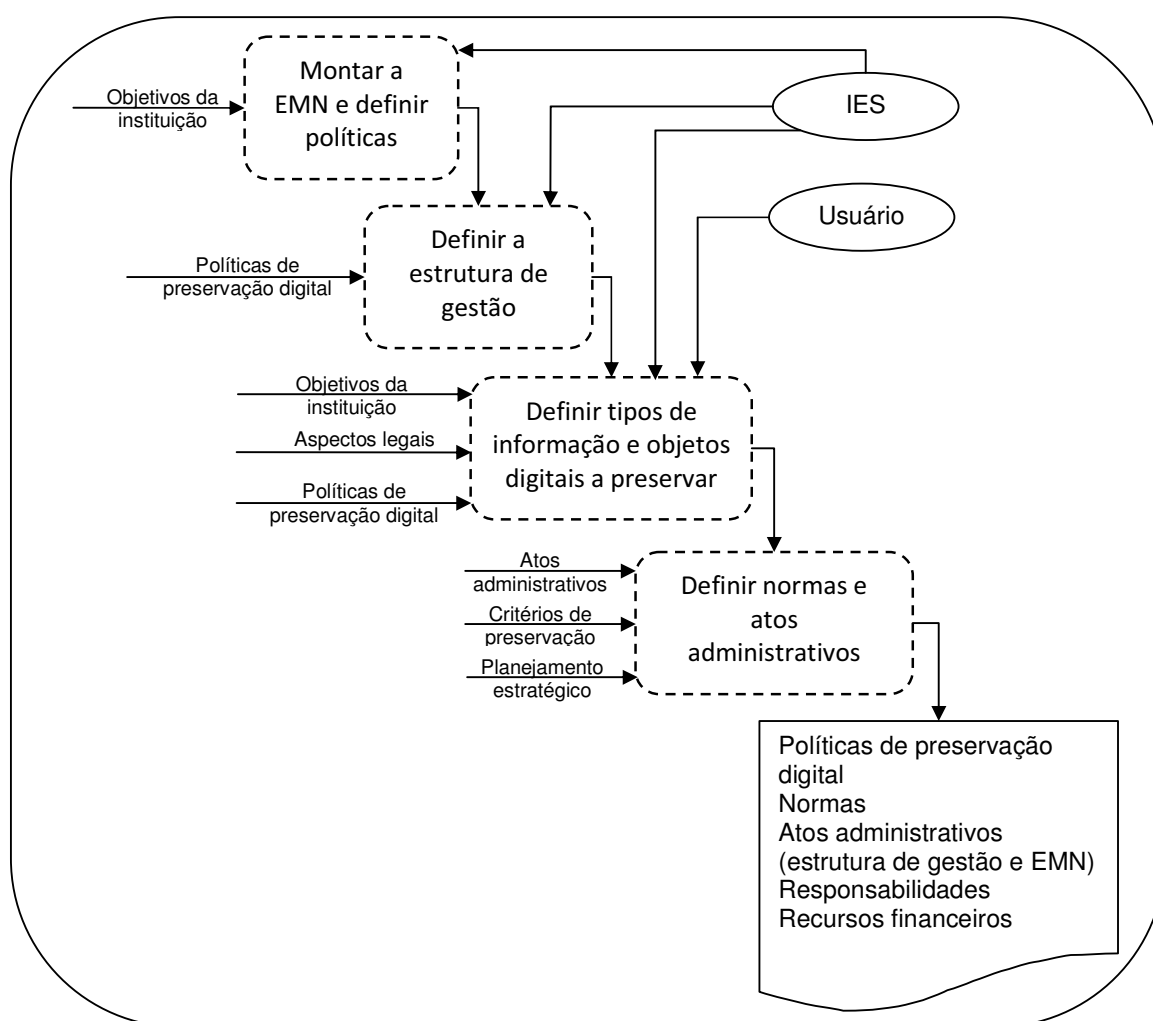 Montar a
EMN e definir
políticas
Objetivos da
instituição
IES
Usuário
Definir a
estrutura de
gestão
Políticas de
preservação digital
Objetivos da
instituição
Aspectos legais
Políticas de
preservação digital
Definir tipos de
informação e objetos
digitais a preservar
Atos
administrativos
Critérios de
preservação
Planejamento
estratégico
Definir normas e
atos
administrativos
Políticas de preservação
digital
Normas
Atos administrativos
(estrutura de gestão e EMN)
Responsabilidades
Recursos financeiros